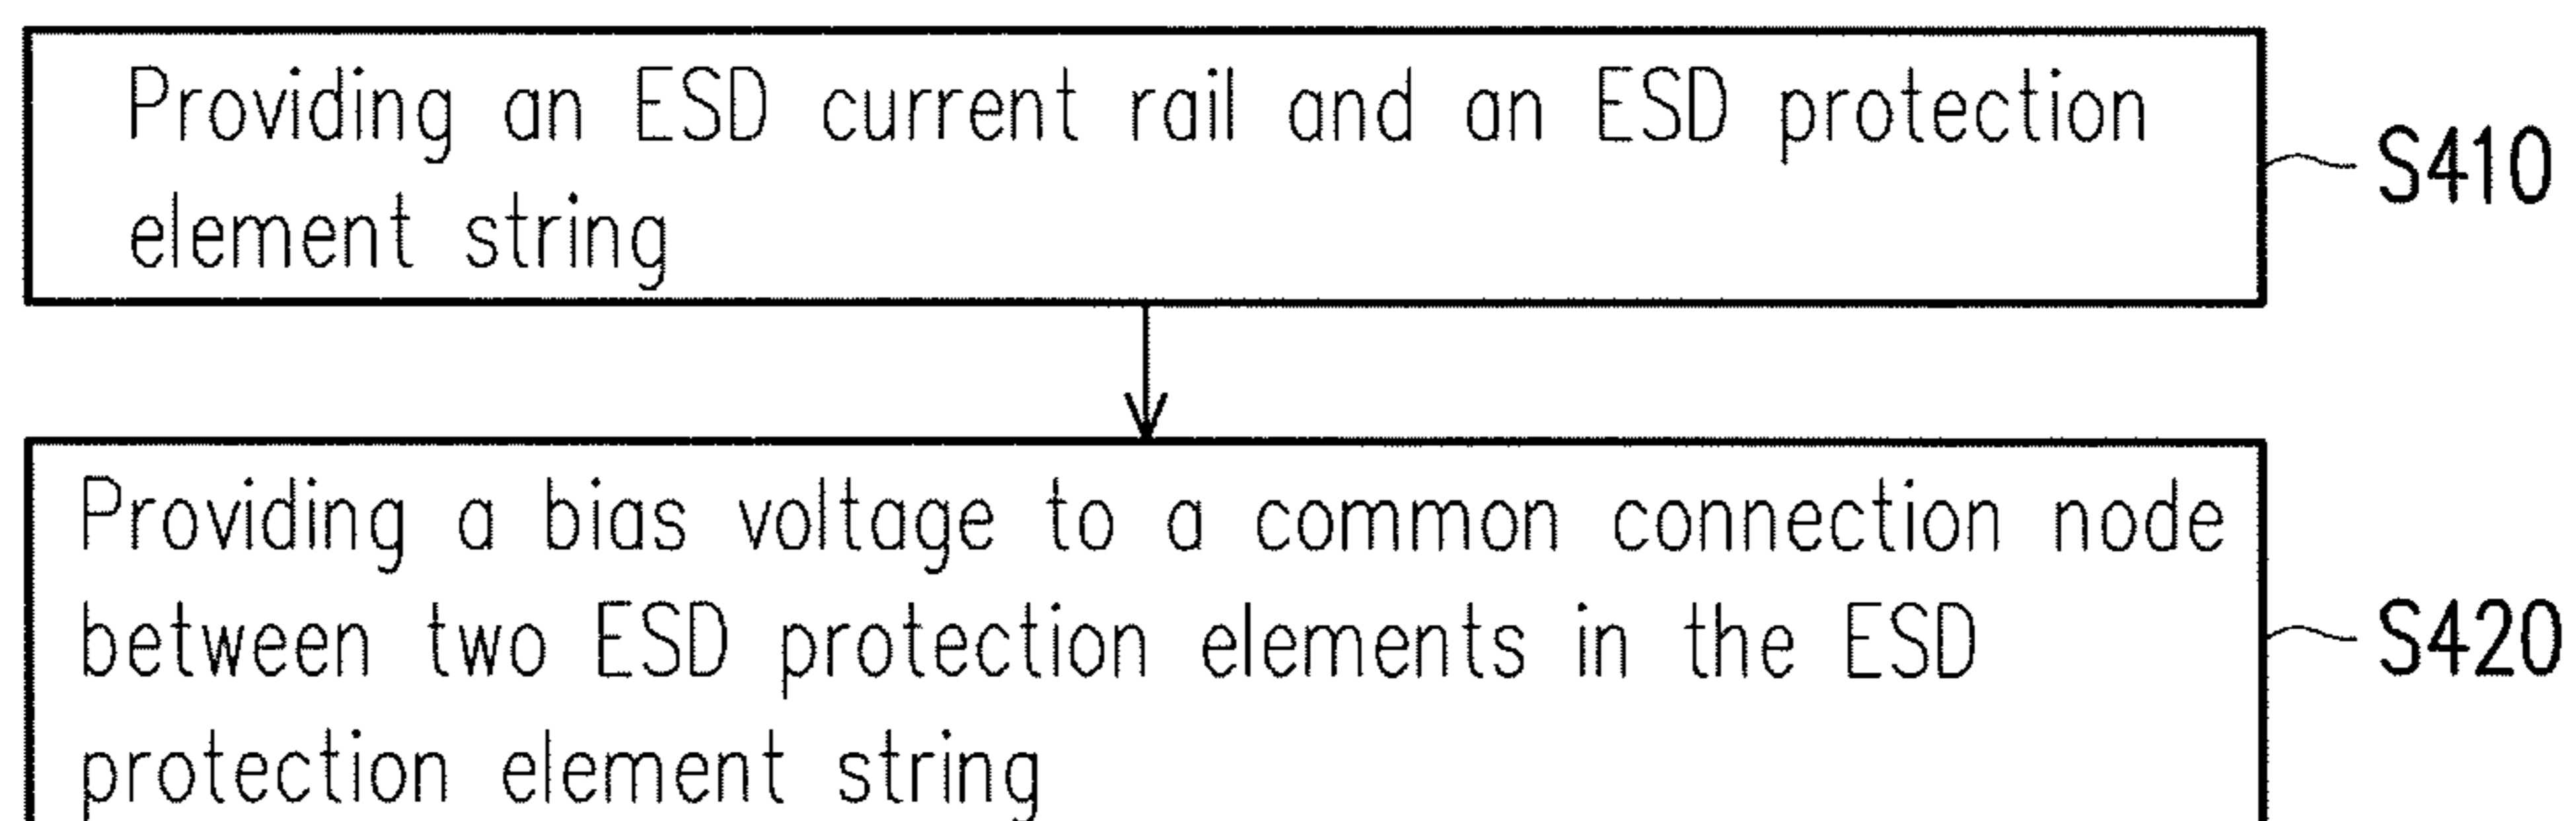 Providing an ESD current rail and an ESD protection
element string
S410
Providing a bias voltage to a common connection node
between two ESD protection elements in the ESD
protection element string
S420